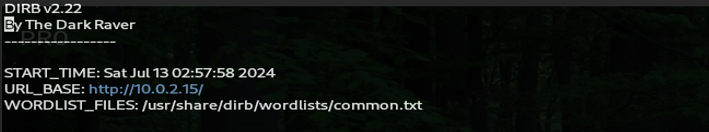 DIRB v2.22
By The Dark Raver
-----------------
START_TIME: Sat Jul 13 02:57:58 2024
URL_BASE: http://10.0.2.15/
WORDLIST_FILES: /usr/share/dirb/wordlists/common.txt